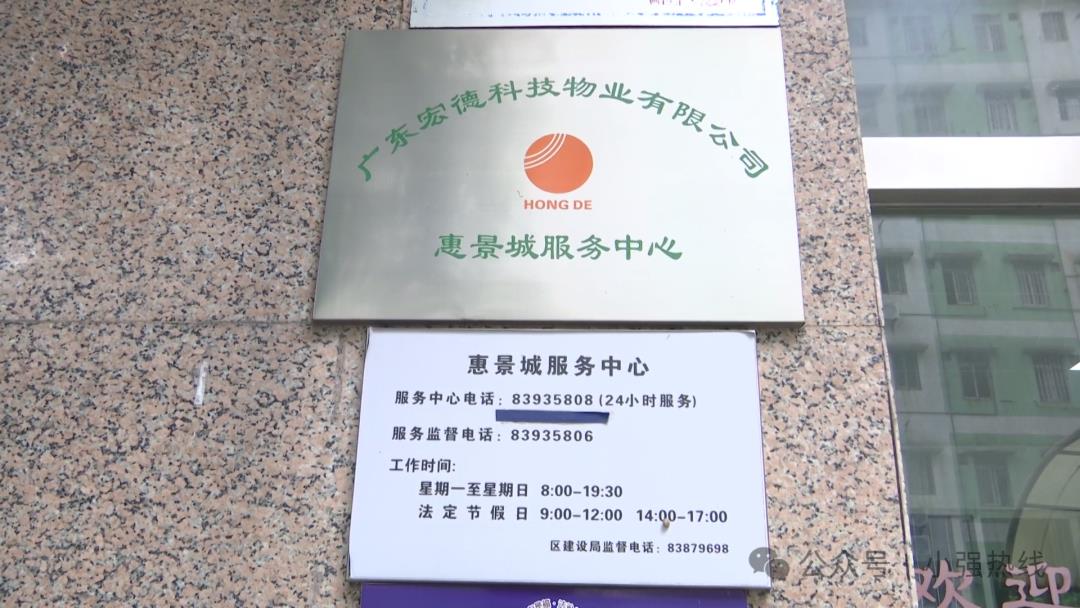 广东宏德科技物业有限公司
HONG DE
惠景城服务中心
惠景城服务中心
服务中心电话：83935808（24小时服务）
服务监督电话：83935806
工作时间:
星期一至星期日 8:00-19:30
法定节假日 9:00-12:00 14:00-17:00
区建设局监督电话：83879698
公众号 小强热线
欢迎